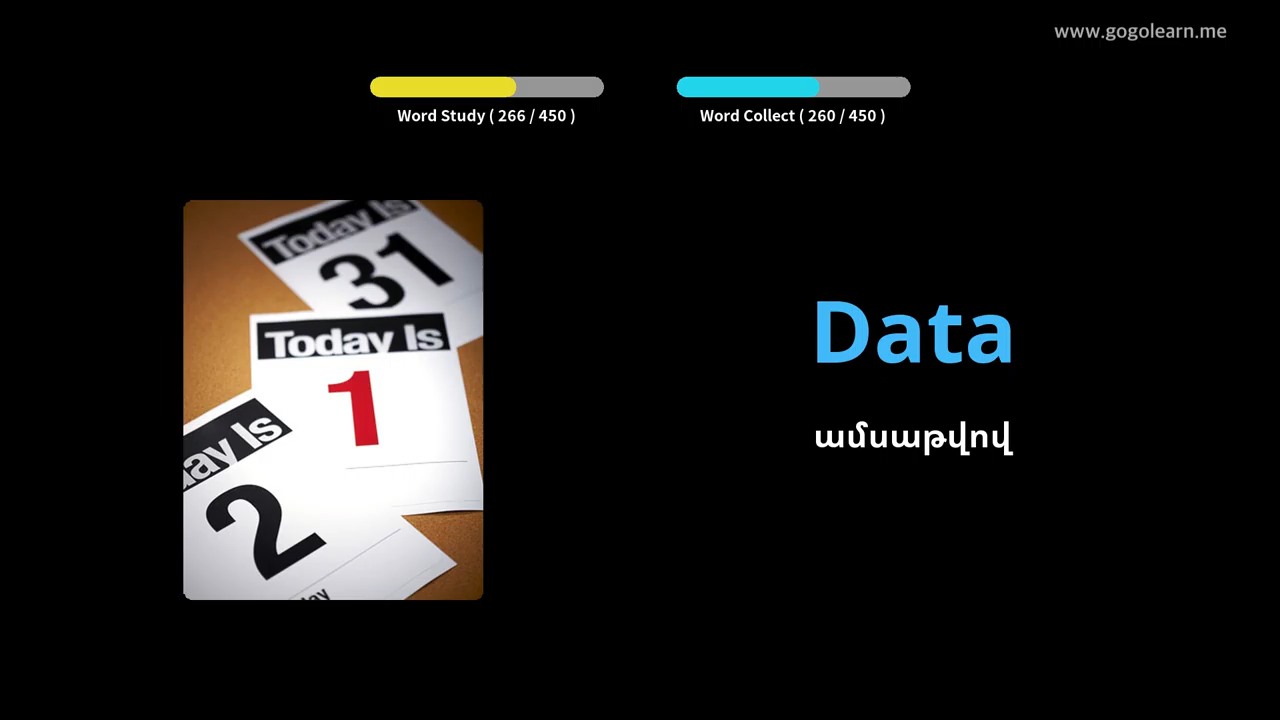 www.gogolearn.me
Word Study ( 266 / 450 )
Word Collect ( 260 / 450 )
Today Is
31
Today Is
1
ay Is
2
Data
ամսաթվով